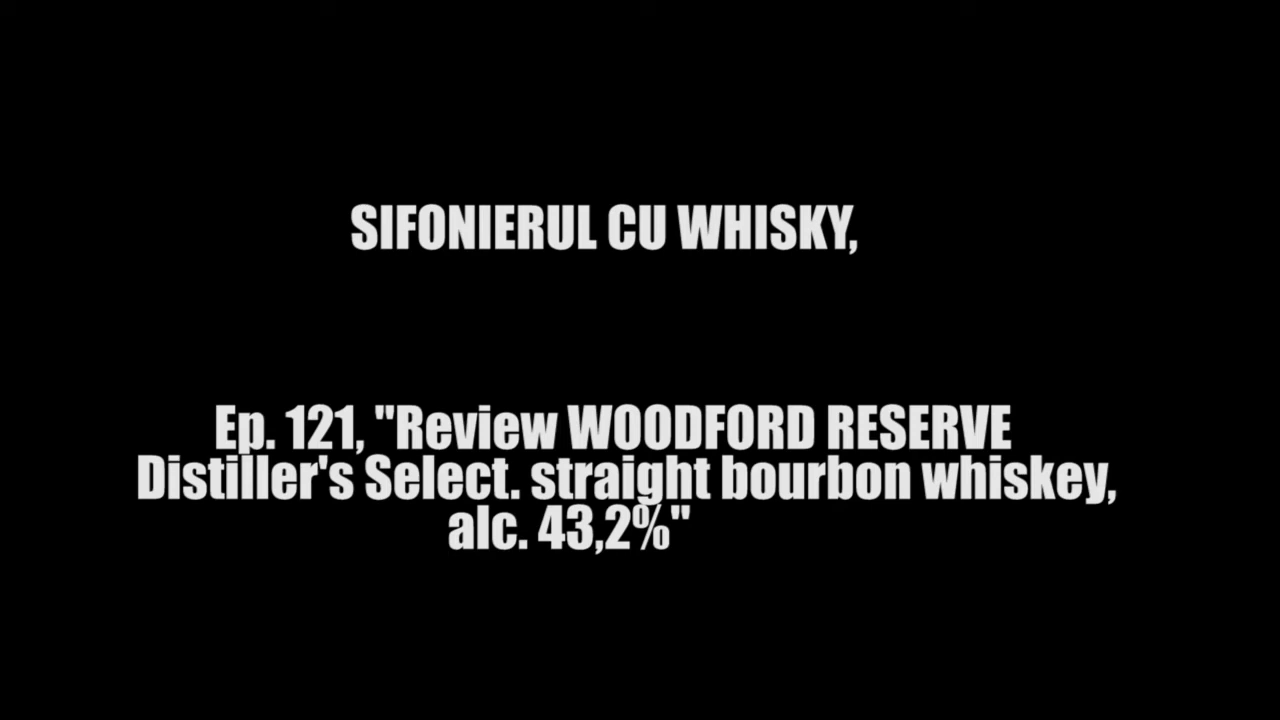 SIFONIERUL CU WHISKY,
Ep. 121, "Review WOODFORD RESERVE
Distiller's Select. straight bourbon whiskey,
alc. 43,2%"